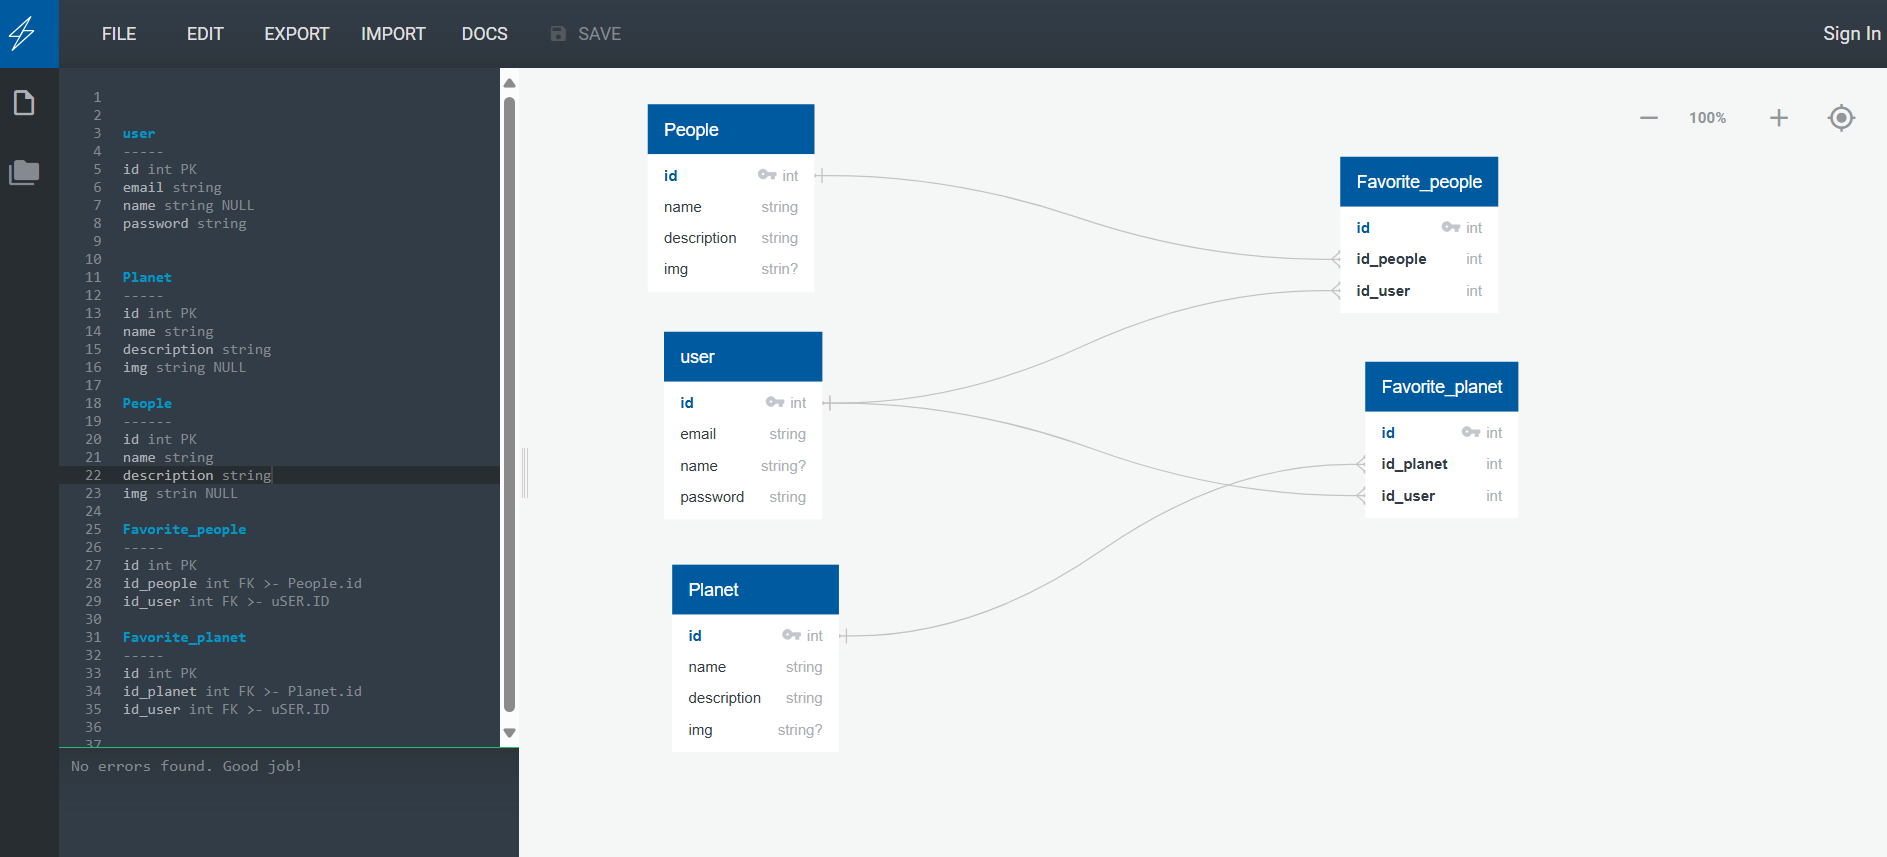 FILE EDIT EXPORT IMPORT DOCS SAVE Sign In
1
2
3 user
4 -----
5 id int PK
6 email string
7 name string NULL
8 password string
9
10
11 Planet
12 -----
13 id int PK
14 name string
15 description string
16 img string NULL
17
18 People
19 ------
20 id int PK
21 name string
22 description string
23 img strin NULL
24
25 Favorite_people
26 -----
27 id int PK
28 id_people int FK >- People.id
29 id_user int FK >- uSER.ID
30
31 Favorite_planet
32 -----
33 id int PK
34 id_planet int FK >- Planet.id
35 id_user int FK >- uSER.ID
36
37
No errors found. Good job!
100%
People
id int
name string
description string
img strin?
user
id int
email string
name string?
password string
Planet
id int
name string
description string
img string?
Favorite_people
id int
id_people int
id_user int
Favorite_planet
id int
id_planet int
id_user int